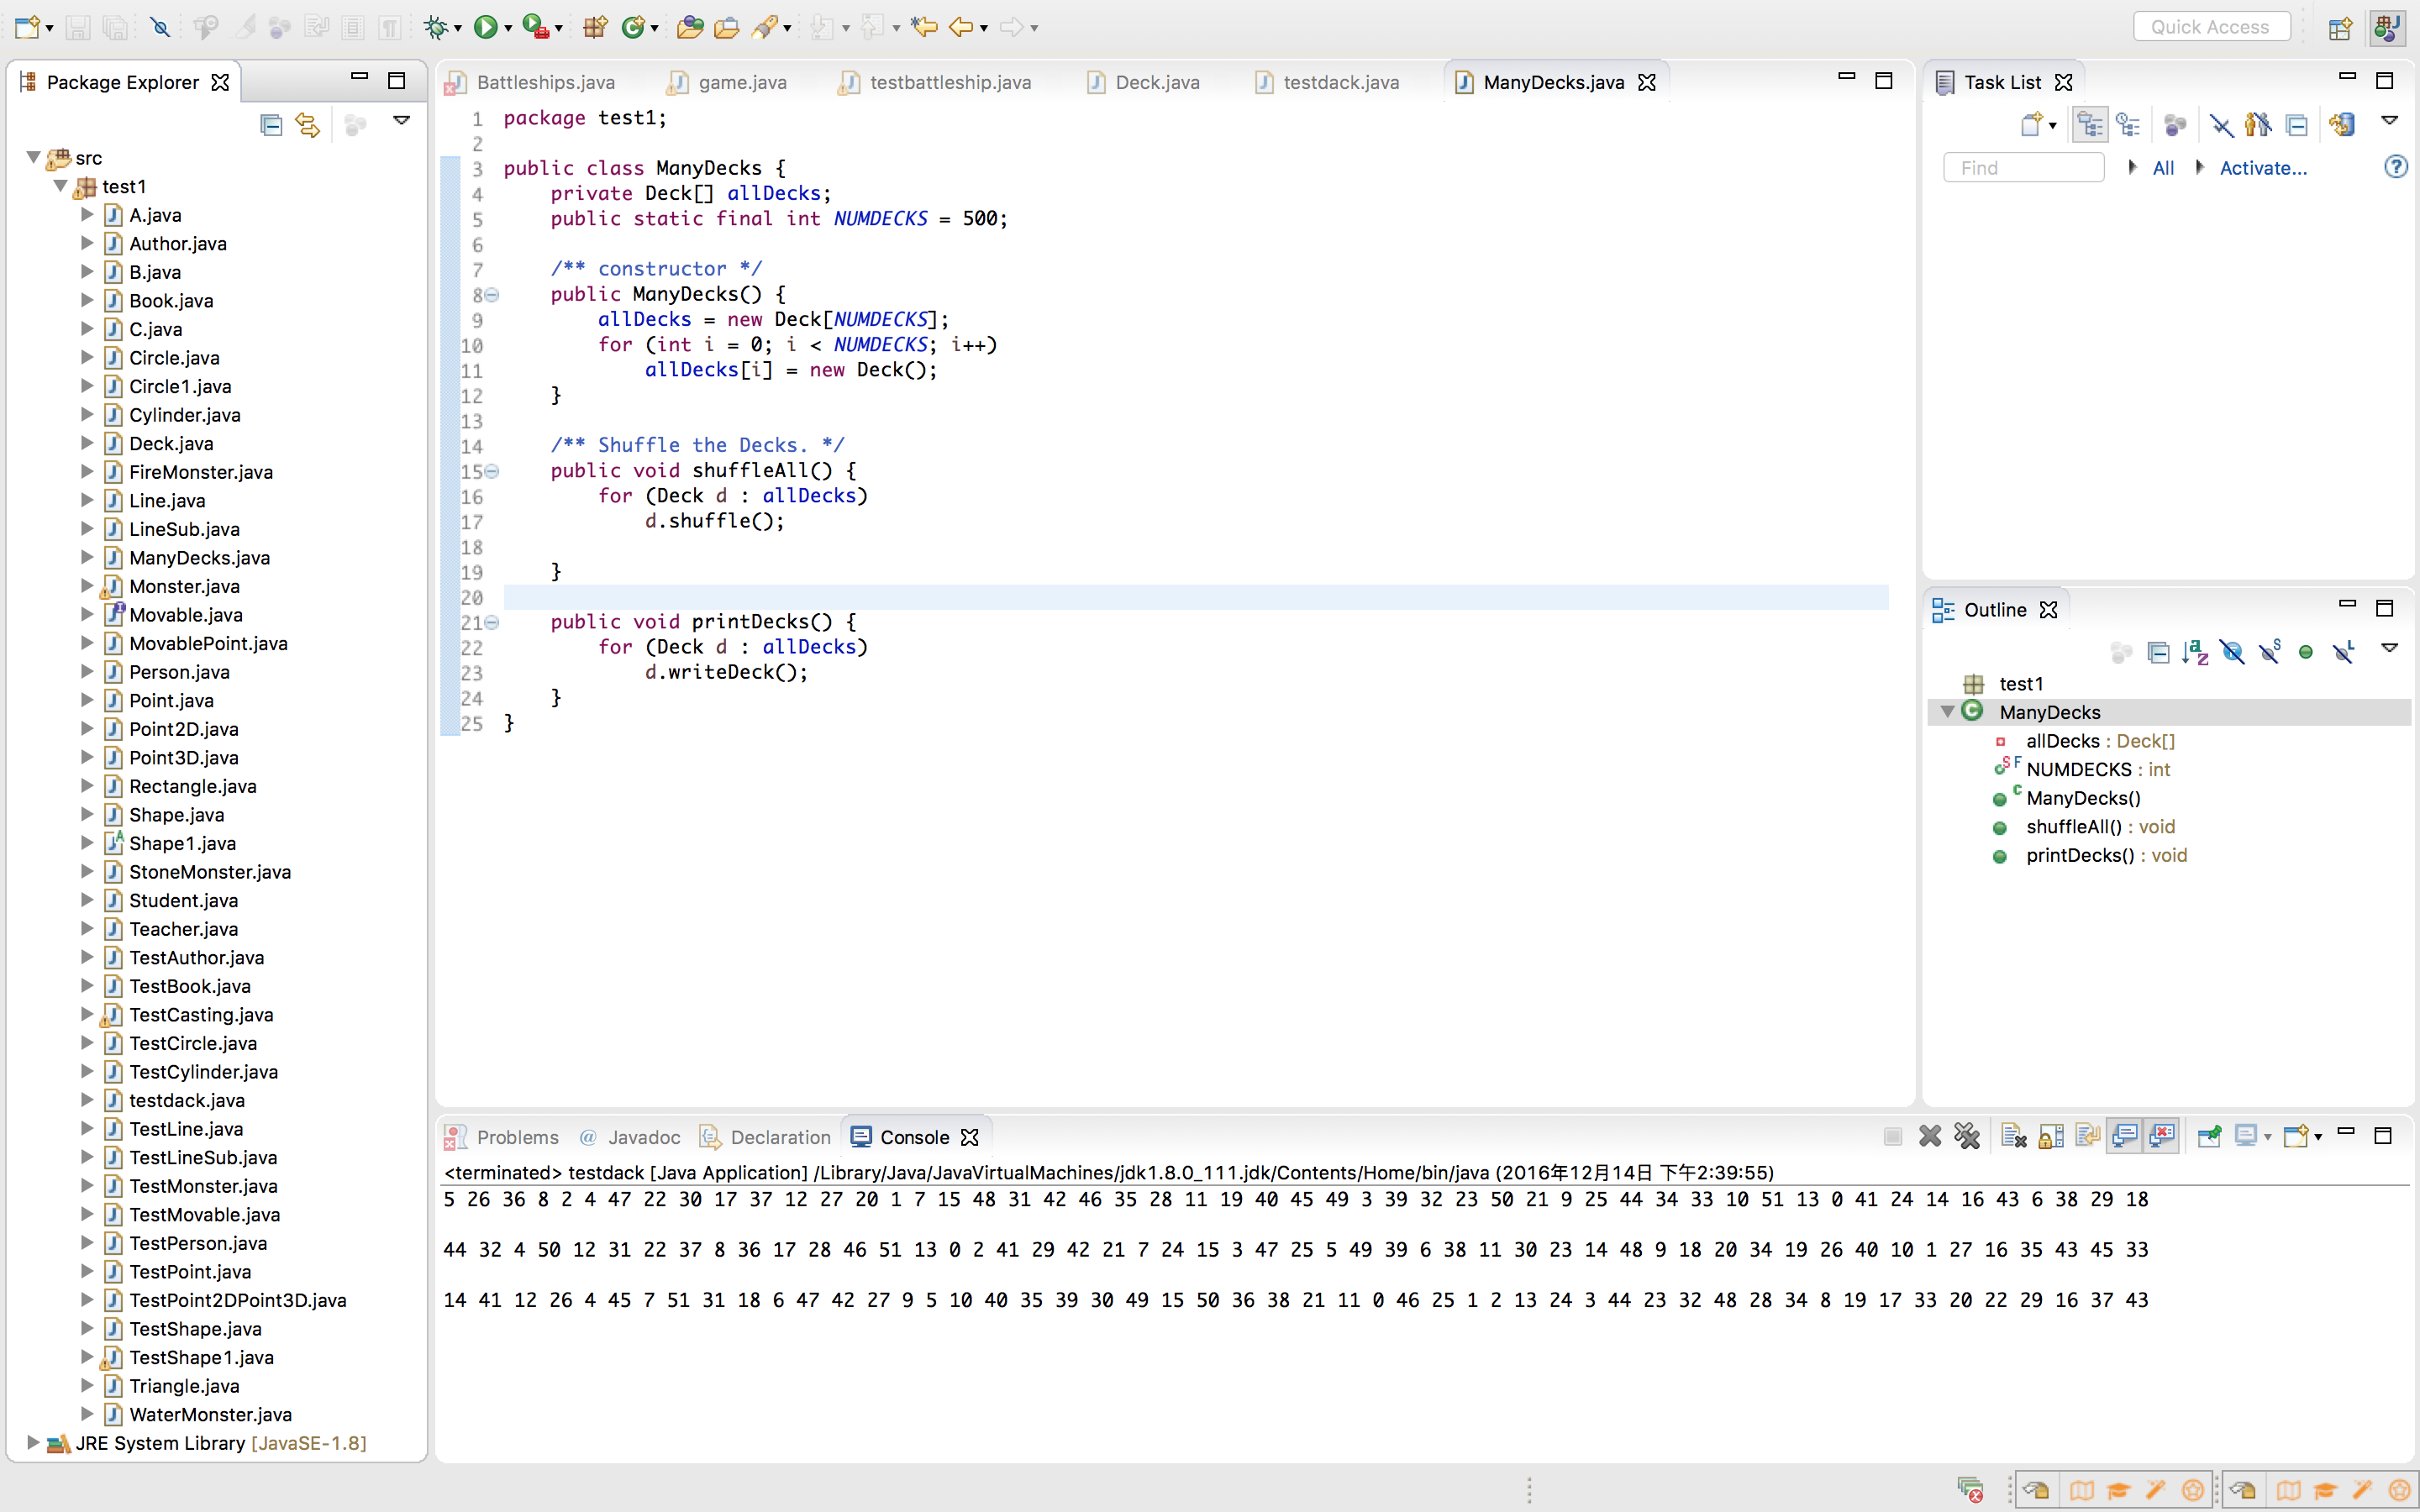 Quick Access
Package Explorer
src
test1
A.java
Author.java
B.java
Book.java
C.java
Circle.java
Circle1.java
Cylinder.java
Deck.java
FireMonster.java
Line.java
LineSub.java
ManyDecks.java
Monster.java
Movable.java
MovablePoint.java
Person.java
Point.java
Point2D.java
Point3D.java
Rectangle.java
Shape.java
Shape1.java
StoneMonster.java
Student.java
Teacher.java
TestAuthor.java
TestBook.java
TestCasting.java
TestCircle.java
TestCylinder.java
testdack.java
TestLine.java
TestLineSub.java
TestMonster.java
TestMovable.java
TestPerson.java
TestPoint.java
TestPoint2DPoint3D.java
TestShape.java
TestShape1.java
Triangle.java
WaterMonster.java
JRE System Library [JavaSE-1.8]
Battleships.java game.java testbattleship.java Deck.java testdack.java ManyDecks.java
1 package test1;
2
3 public class ManyDecks {
4     private Deck[] allDecks;
5     public static final int NUMDECKS = 500;
6
7     /** constructor */
8     public ManyDecks() {
9         allDecks = new Deck[NUMDECKS];
10         for (int i = 0; i < NUMDECKS; i++)
11             allDecks[i] = new Deck();
12     }
13
14     /** Shuffle the Decks. */
15     public void shuffleAll() {
16         for (Deck d : allDecks)
17             d.shuffle();
18
19     }
20
21     public void printDecks() {
22         for (Deck d : allDecks)
23             d.writeDeck();
24     }
25 }
Task List
Find All Activate...
Outline
test1
ManyDecks
allDecks : Deck[]
NUMDECKS : int
ManyDecks()
shuffleAll() : void
printDecks() : void
Problems @ Javadoc Declaration Console
<terminated> testdack [Java Application] /Library/Java/JavaVirtualMachines/jdk1.8.0_111.jdk/Contents/Home/bin/java (2016年12月14日 下午2:39:55)
5 26 36 8 2 4 47 22 30 17 37 12 27 20 1 7 15 48 31 42 46 35 28 11 19 40 45 49 3 39 32 23 50 21 9 25 44 34 33 10 51 13 0 41 24 14 16 43 6 38 29 18
44 32 4 50 12 31 22 37 8 36 17 28 46 51 13 0 2 41 29 42 21 7 24 15 3 47 25 5 49 39 6 38 11 30 23 14 48 9 18 20 34 19 26 40 10 1 27 16 35 43 45 33
14 41 12 26 4 45 7 51 31 18 6 47 42 27 9 5 10 40 35 39 30 49 15 50 36 38 21 11 0 46 25 1 2 13 24 3 44 23 32 48 28 34 8 19 17 33 20 22 29 16 37 43